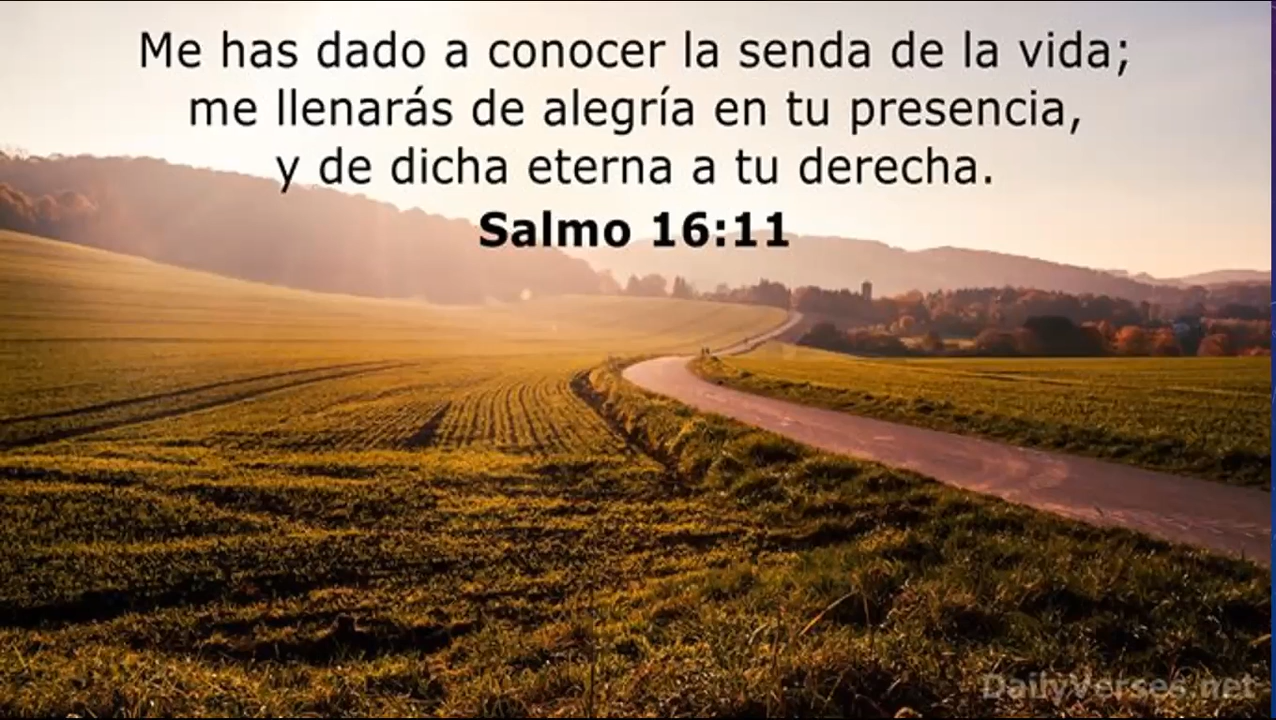 Me has dado a conocer la senda de la vida;
me llenarás de alegría en tu presencia,
y de dicha eterna a tu derecha.
Salmo 16:11
DailyVerses.net